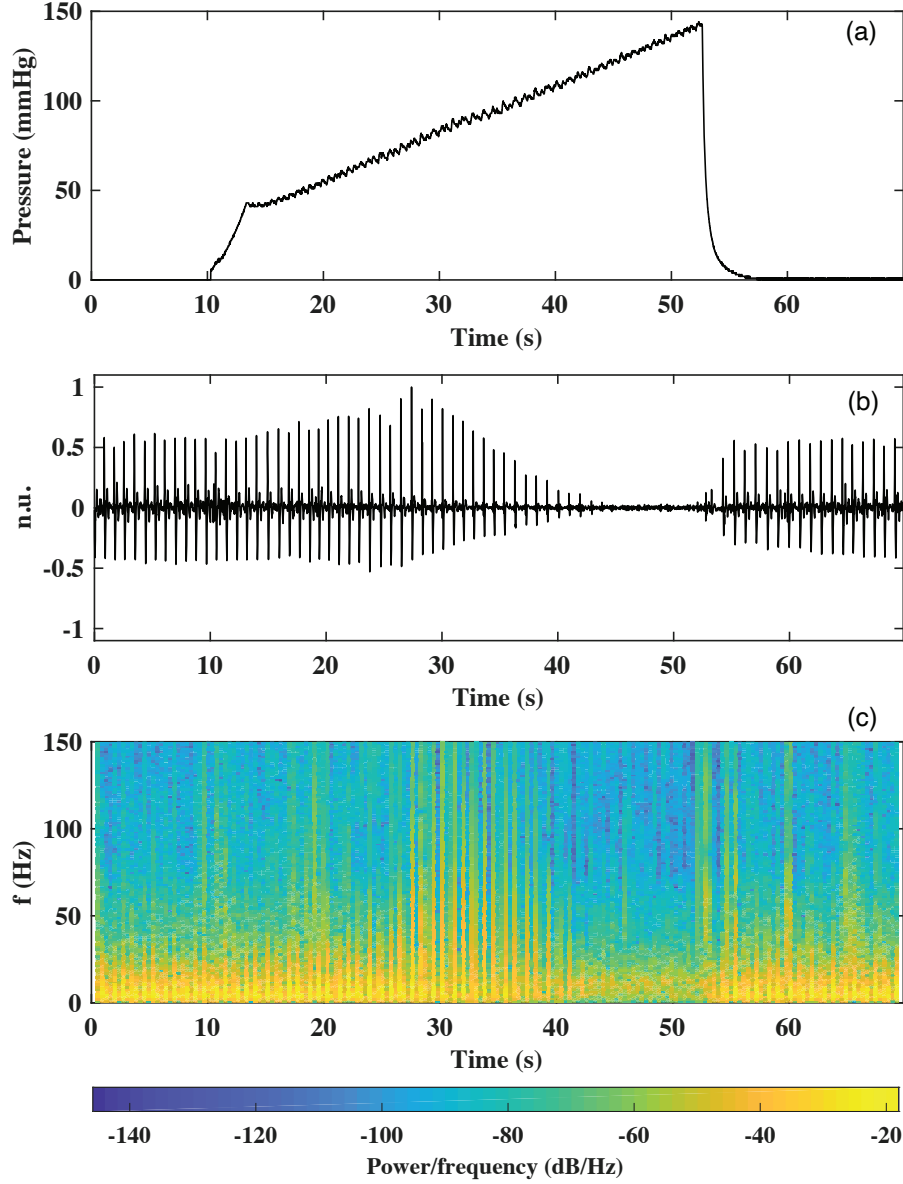 (a)
150
100
50
0
Pressure (mmHg)
0 10 20 30 40 50 60
Time (s)
(b)
1
0.5
0
-0.5
-1
n.u.
0 10 20 30 40 50 60
Time (s)
(c)
150
100
50
0
f (Hz)
0 10 20 30 40 50 60
Time (s)
-140 -120 -100 -80 -60 -40 -20
Power/frequency (dB/Hz)